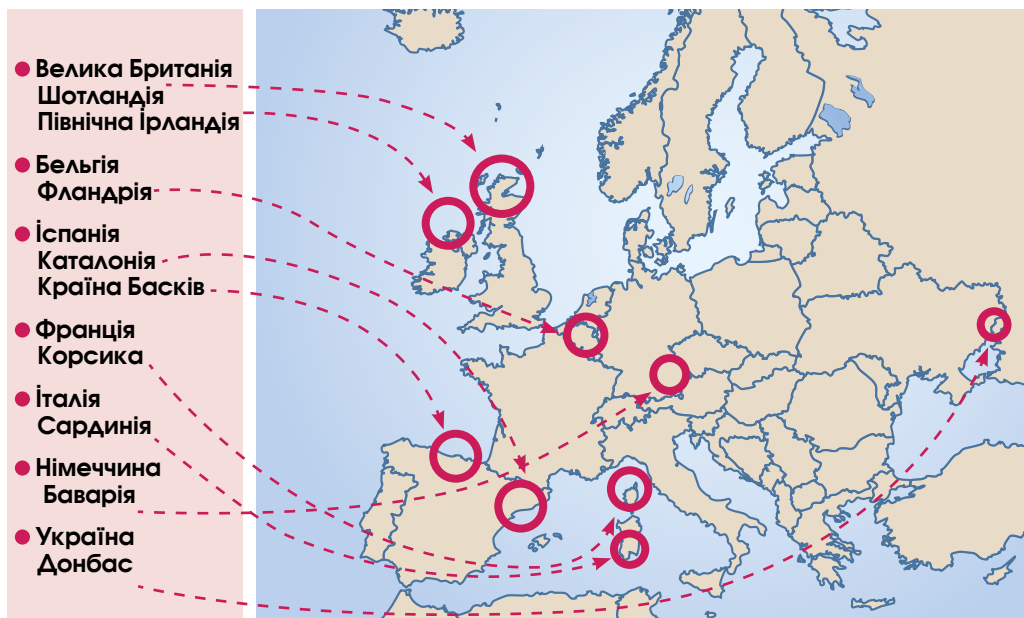 Велика Британія
Шотландія
Північна Ірландія
Бельгія
Фландрія
Іспанія
Каталонія
Країна Басків
Франція
Корсика
Італія
Сардинія
Німеччина
Баварія
Україна
Донбас